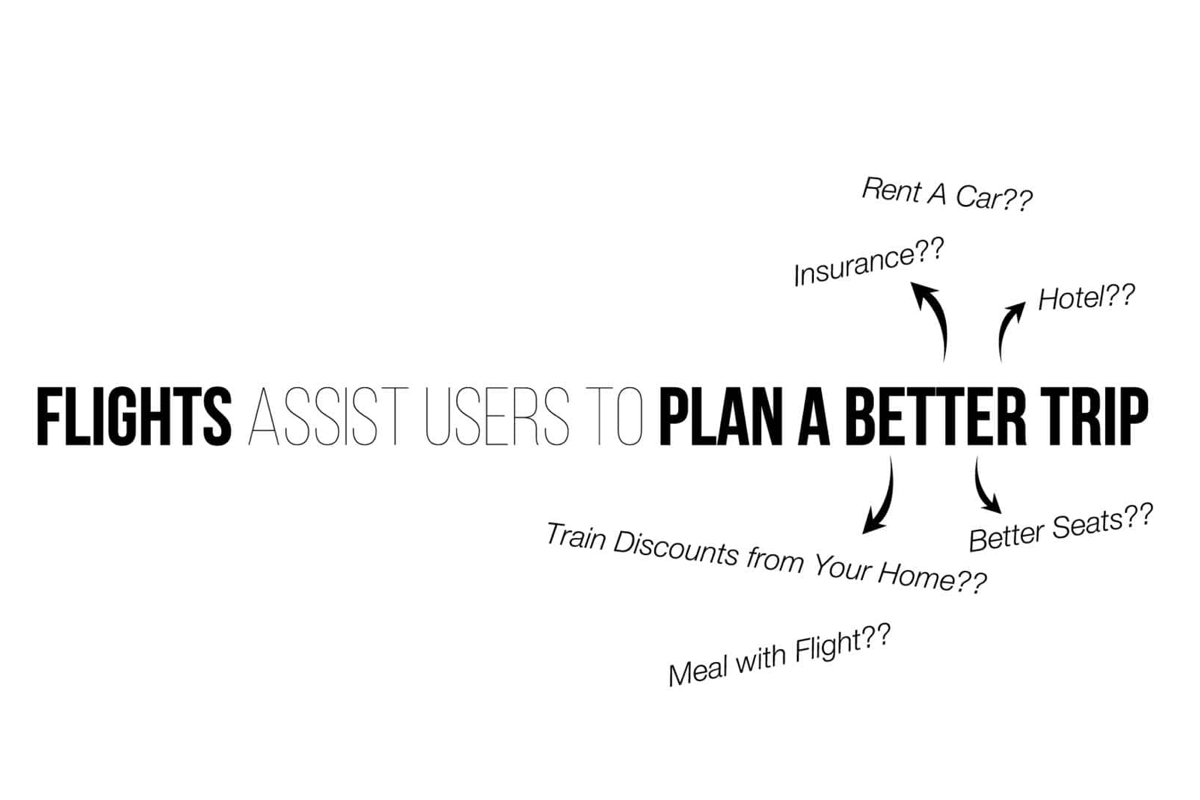 Rent A Car??
Insurance??
Hotel??
FLIGHTS ASSIST USERS TO PLAN A BETTER TRIP
Better Seats??
Train Discounts from Your Home??
Meal with Flight??